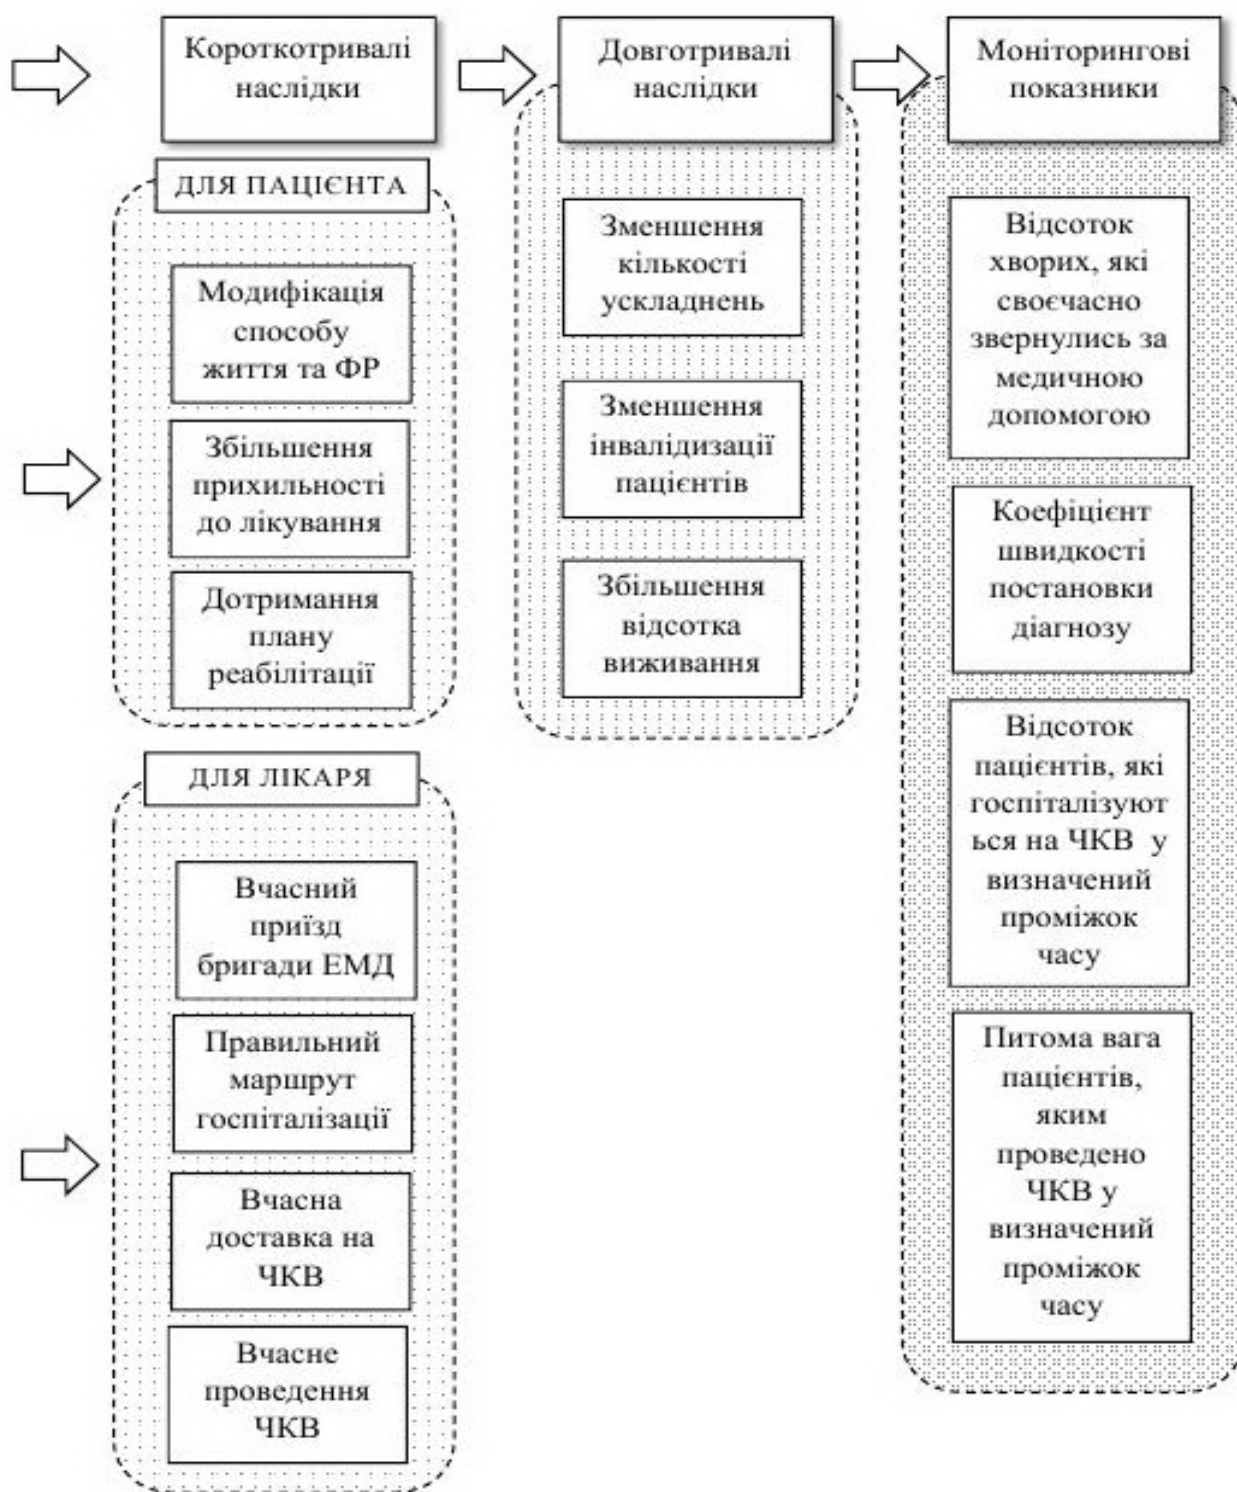 Короткотривалі
наслідки
ДЛЯ ПАЦІЄНТА
Модифікація
способу
життя та ФР
Збільшення
прихильності
до лікування
Дотримання
плану
реабілітації
ДЛЯ ЛІКАРЯ
Вчасний
приїзд
бригади ЕМД
Правильний
маршрут
госпіталізації
Вчасна
доставка на
ЧКВ
Вчасне
проведення
ЧКВ
Довготривалі
наслідки
Зменшення
кількості
ускладнень
Зменшення
інвалідизації
пацієнтів
Збільшення
відсотка
виживання
Моніторингові
показники
Відсоток
хворих, які
своєчасно
звернулись за
медичною
допомогою
Коефіцієнт
швидкості
постановки
діагнозу
Відсоток
пацієнтів, які
госпіталізуют
ься на ЧКВ у
визначений
проміжок
часу
Питома вага
пацієнтів,
яким
проведено
ЧКВ у
визначений
проміжок
часу